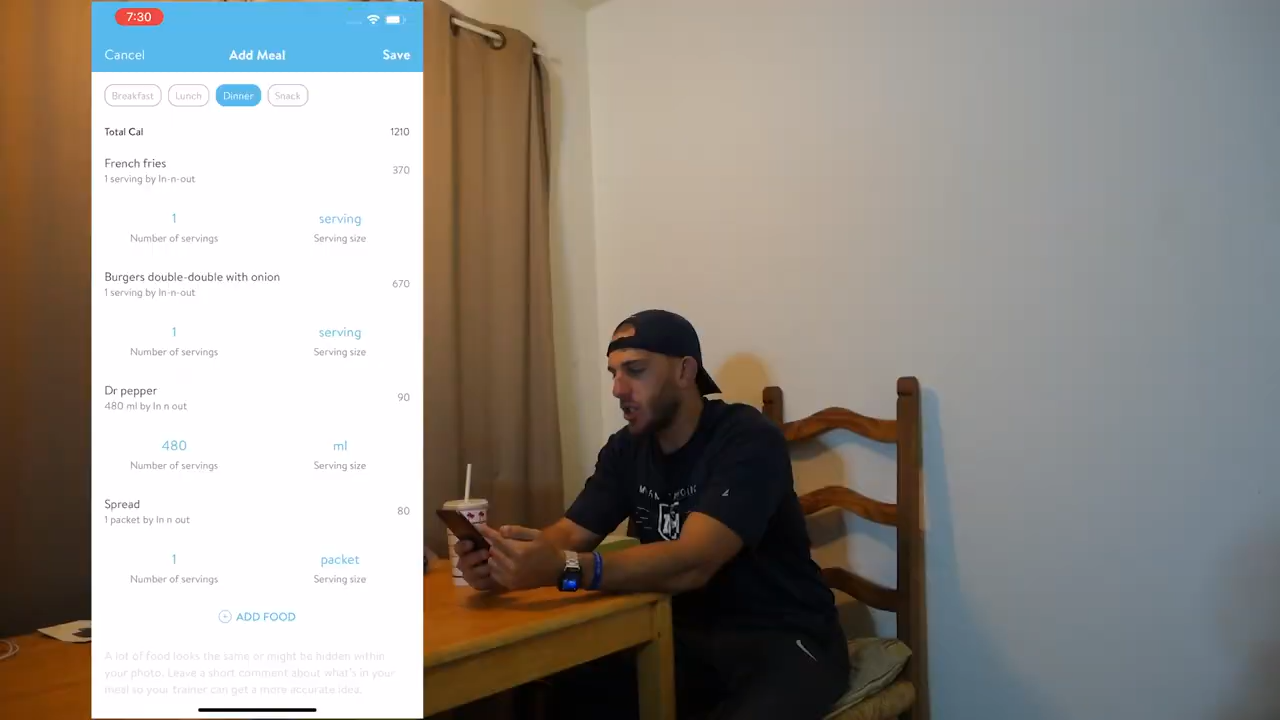 7:30
Cancel
Add Meal
Save
Breakfast
Lunch
Dinner
Snack
Total Cal
1210
French fries
370
1 serving by In-n-out
1
serving
Number of servings
Serving size
Burgers double-double with onion
670
1 serving by In-n-out
1
serving
Number of servings
Serving size
Dr pepper
90
480 ml by In n out
480
ml
Number of servings
Serving size
Spread
80
1 packet by In n out
1
packet
Number of servings
Serving size
ADD FOOD
A lot of food looks the same or might be hidden within
your photo. Leave a short comment about what's in your
meal so your trainer can get a more accurate idea.